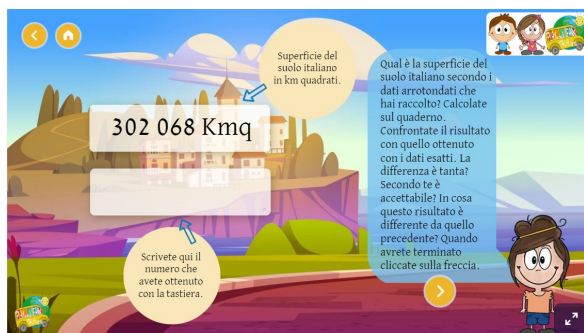 Superficie del
suolo italiano
in km quadrati.
302 068 Kmq
Scrivete qui il
numero che
avete ottenuto
con la tastiera.
Qual è la superficie del
suolo italiano secondo i
dati arrotondati che
hai raccolto? Calcolate
sul quaderno.
Confrontate il risultato
con quello ottenuto
con i dati esatti. La
differenza è tanta?
Secondo te è
accettabile? In cosa
questo risultato è
differente da quello
precedente? Quando
avrete terminato
cliccate sulla freccia.